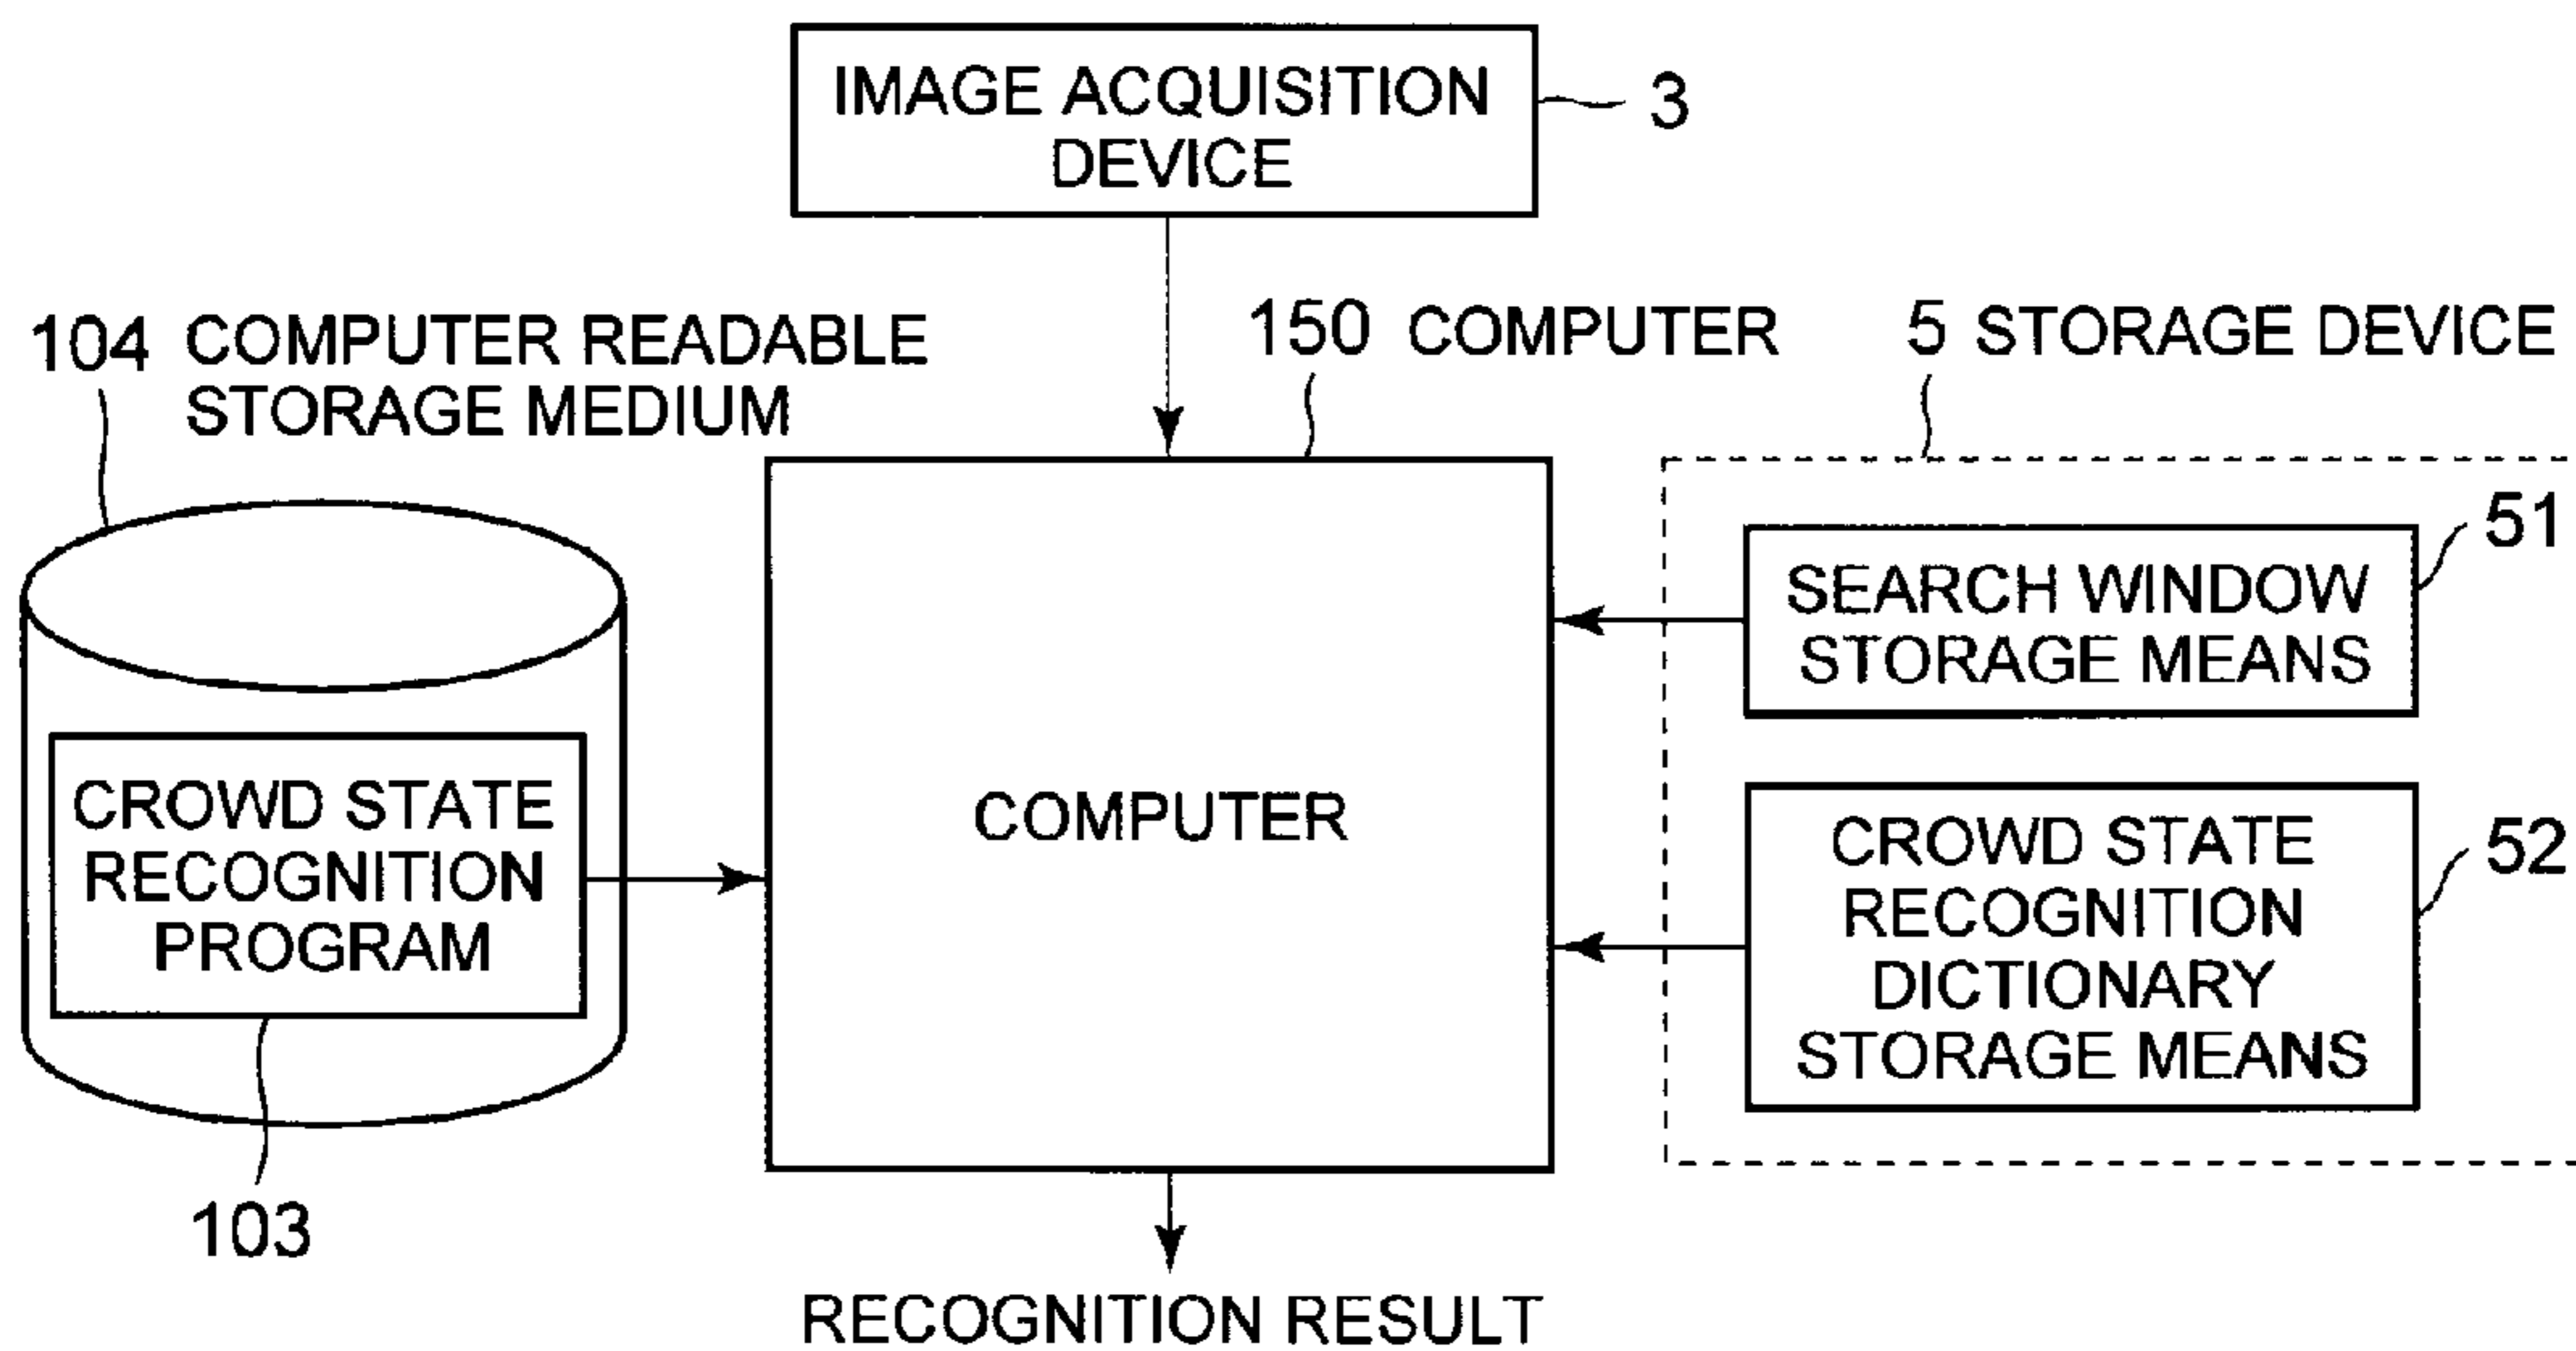 IMAGE ACQUISITION
DEVICE
3
104 COMPUTER READABLE
STORAGE MEDIUM
150 COMPUTER
5 STORAGE DEVICE
51
SEARCH WINDOW
STORAGE MEANS
CROWD STATE
RECOGNITION
PROGRAM
COMPUTER
52
CROWD STATE
RECOGNITION
DICTIONARY
STORAGE MEANS
103
RECOGNITION RESULT